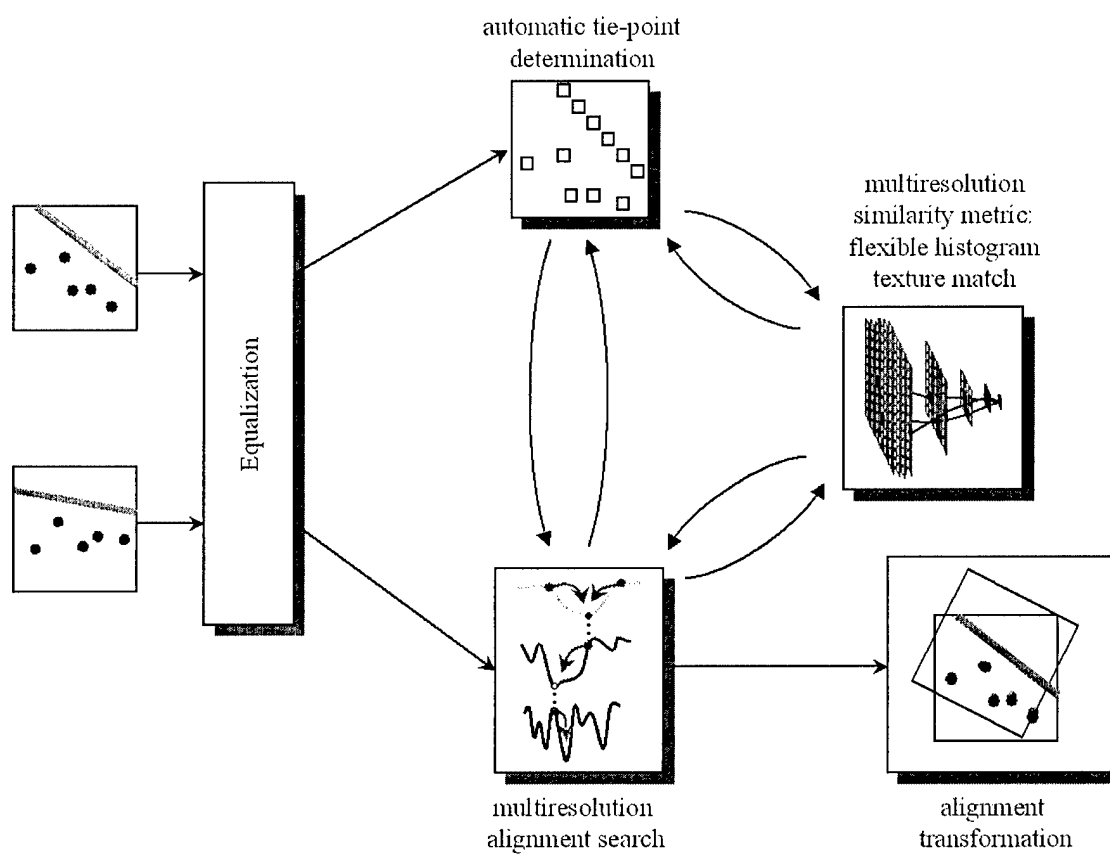 automatic tie-point
determination
multiresolution
similarity metric:
flexible histogram
texture match
Equalization
multiresolution
alignment search
alignment
transformation